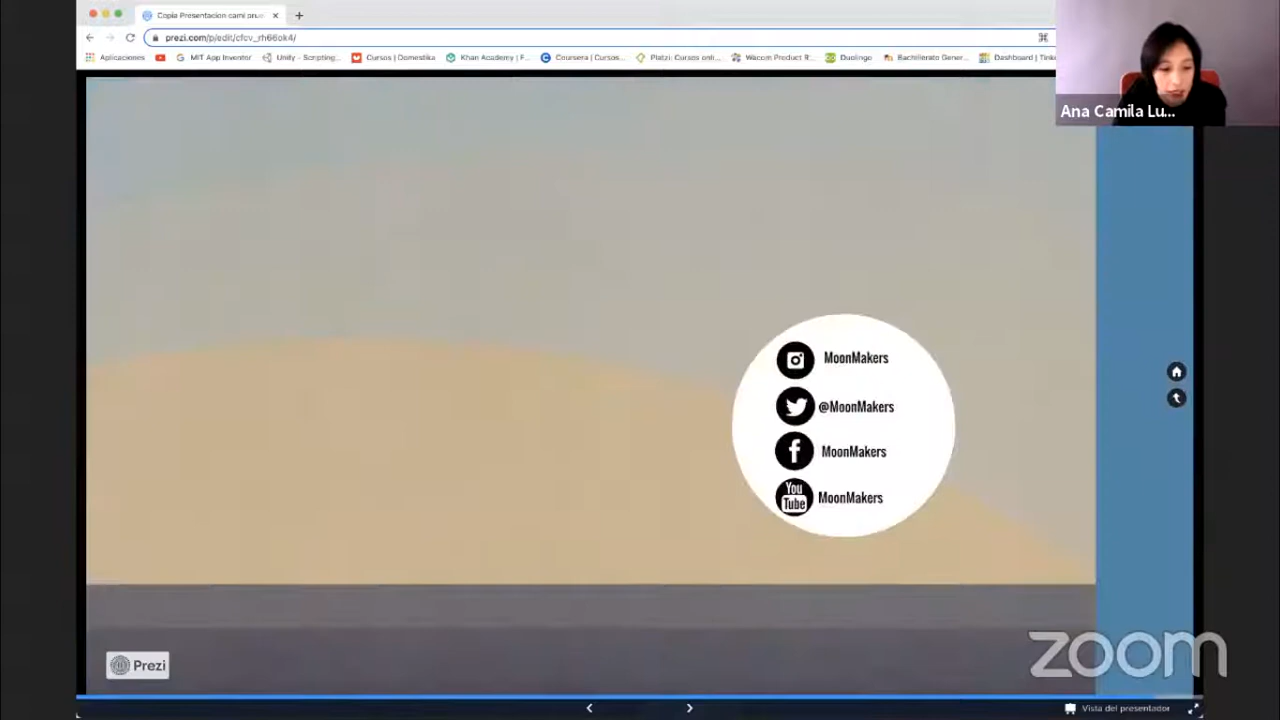 Copia Presentacion cami prue
prezi.com/p/edit/cfcv_rh66ok4/
Aplicaciones
MIT App Inventor
Unity - Scripting...
Cursos | Domestika
Khan Academy | F...
Coursera | Cursos...
Platzi: Cursos onli...
Wacom Product R...
Duolingo
Bachillerato Gener...
Dashboard | Tink
Ana Camila Lu...
MoonMakers
@MoonMakers
MoonMakers
You
Tube
MoonMakers
Prezi
zoom
Vista del presentador